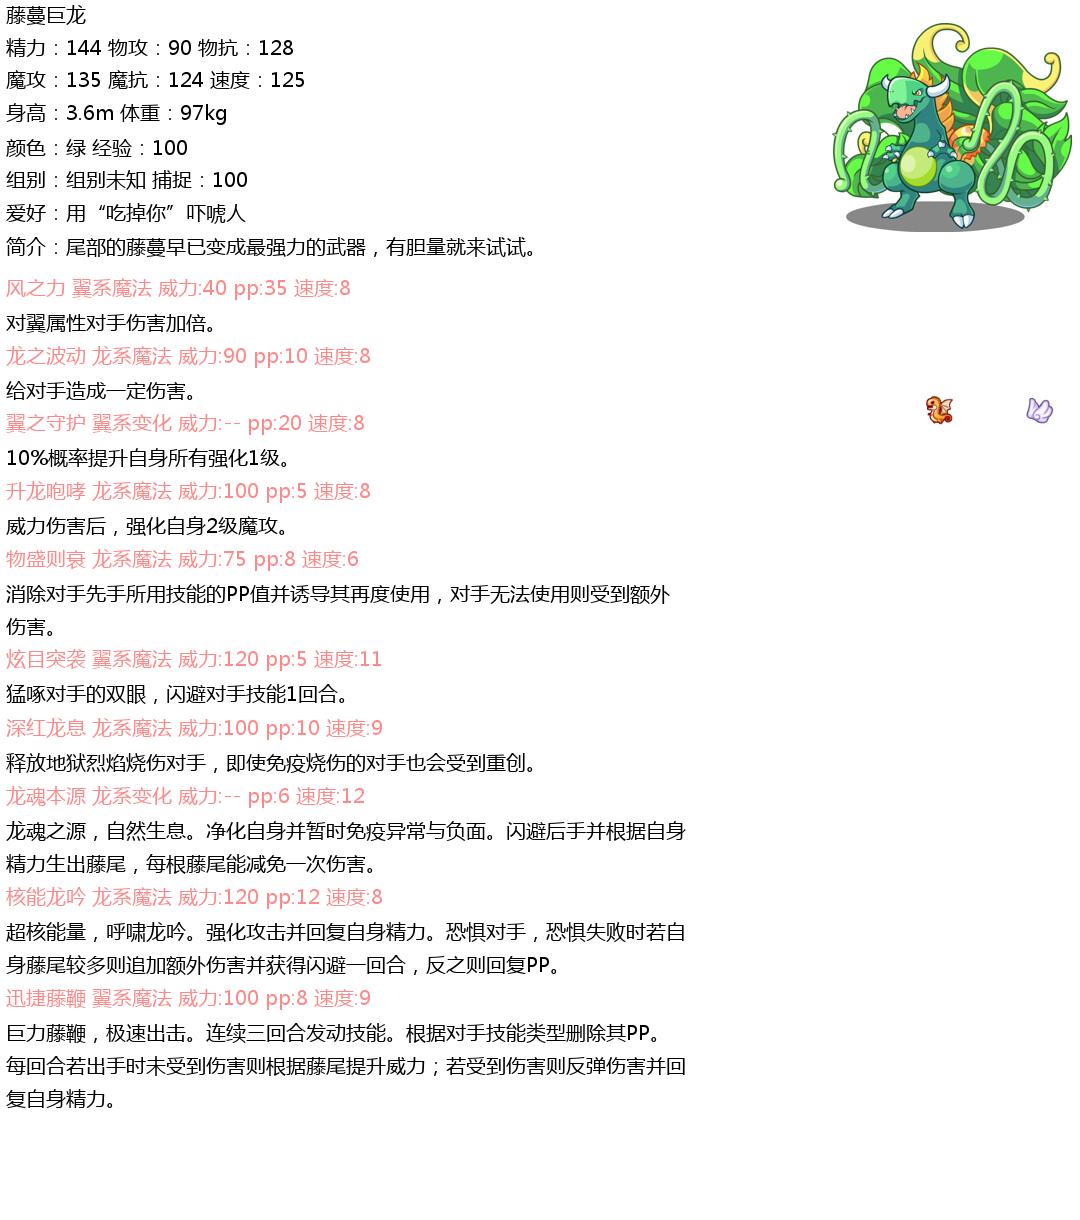 藤蔓巨龙
精力：144 物攻：90 物抗：128
魔攻：135 魔抗：124 速度：125
身高：3.6m 体重：97kg
颜色：绿 经验：100
组别：组别未知 捕捉：100
爱好：用“吃掉你”吓唬人
简介：尾部的藤蔓早已变成最强力的武器，有胆量就来试试。
风之力 翼系魔法 威力:40 pp:35 速度:8
对翼属性对手伤害加倍。
龙之波动 龙系魔法 威力:90 pp:10 速度:8
给对手造成一定伤害。
翼之守护 翼系变化 威力:-- pp:20 速度:8
10%概率提升自身所有强化1级。
升龙咆哮 龙系魔法 威力:100 pp:5 速度:8
威力伤害后，强化自身2级魔攻。
物盛则衰 龙系魔法 威力:75 pp:8 速度:6
消除对手先手所用技能的PP值并诱导其再度使用，对手无法使用则受到额外
伤害。
炫目突袭 翼系魔法 威力:120 pp:5 速度:11
猛啄对手的双眼，闪避对手技能1回合。
深红龙息 龙系魔法 威力:100 pp:10 速度:9
释放地狱烈焰烧伤对手，即使免疫烧伤的对手也会受到重创。
龙魂本源 龙系变化 威力:-- pp:6 速度:12
龙魂之源，自然生息。净化自身并暂时免疫异常与负面。闪避后手并根据自身
精力生出藤尾，每根藤尾能减免一次伤害。
核能龙吟 龙系魔法 威力:120 pp:12 速度:8
超核能量，呼啸龙吟。强化攻击并回复自身精力。恐惧对手，恐惧失败时若自
身藤尾较多则追加额外伤害并获得闪避一回合，反之则回复PP。
迅捷藤鞭 翼系魔法 威力:100 pp:8 速度:9
巨力藤鞭，极速出击。连续三回合发动技能。根据对手技能类型删除其PP。
每回合若出手时未受到伤害则根据藤尾提升威力；若受到伤害则反弹伤害并回
复自身精力。